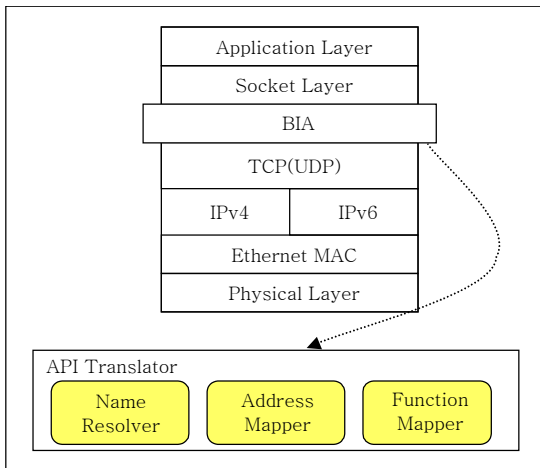 Application Layer
Socket Layer
BIA
TCP(UDP)
IPv4
IPv6
Ethernet MAC
Physical Layer
API Translator
Name
Resolver
Address
Mapper
Function
Mapper